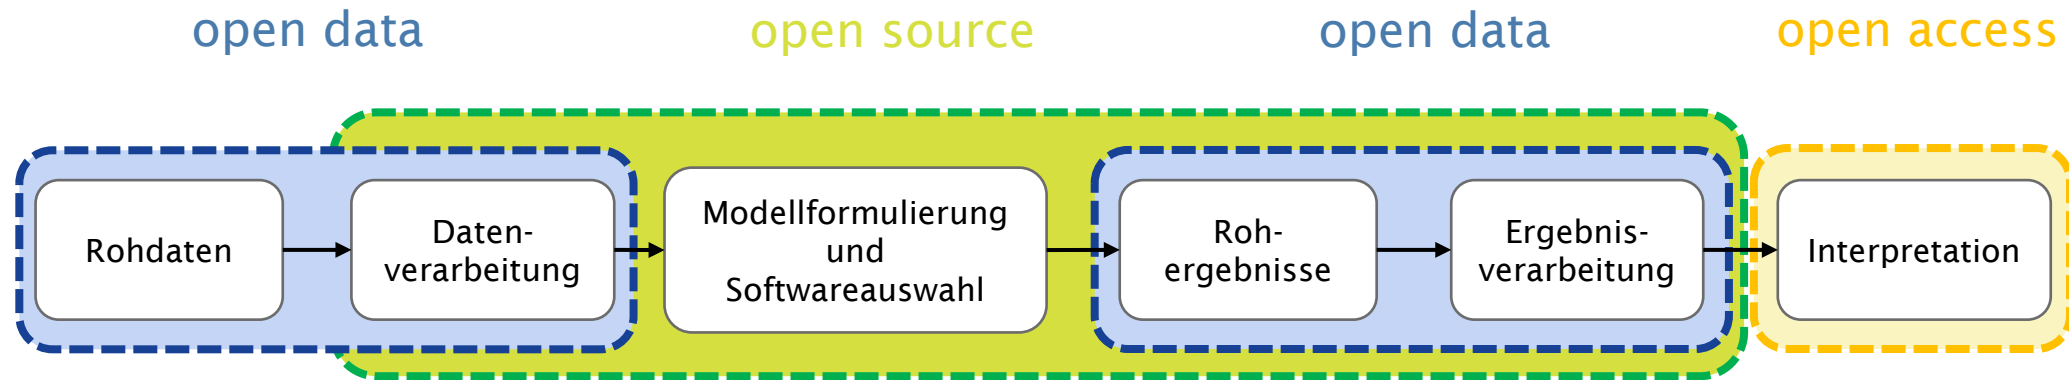 open data
open source
open data
open access
Rohdaten
Daten-
verarbeitung
Modellformulierung
und
Softwareauswahl
Roh-
ergebnisse
Ergebnis-
verarbeitung
Interpretation